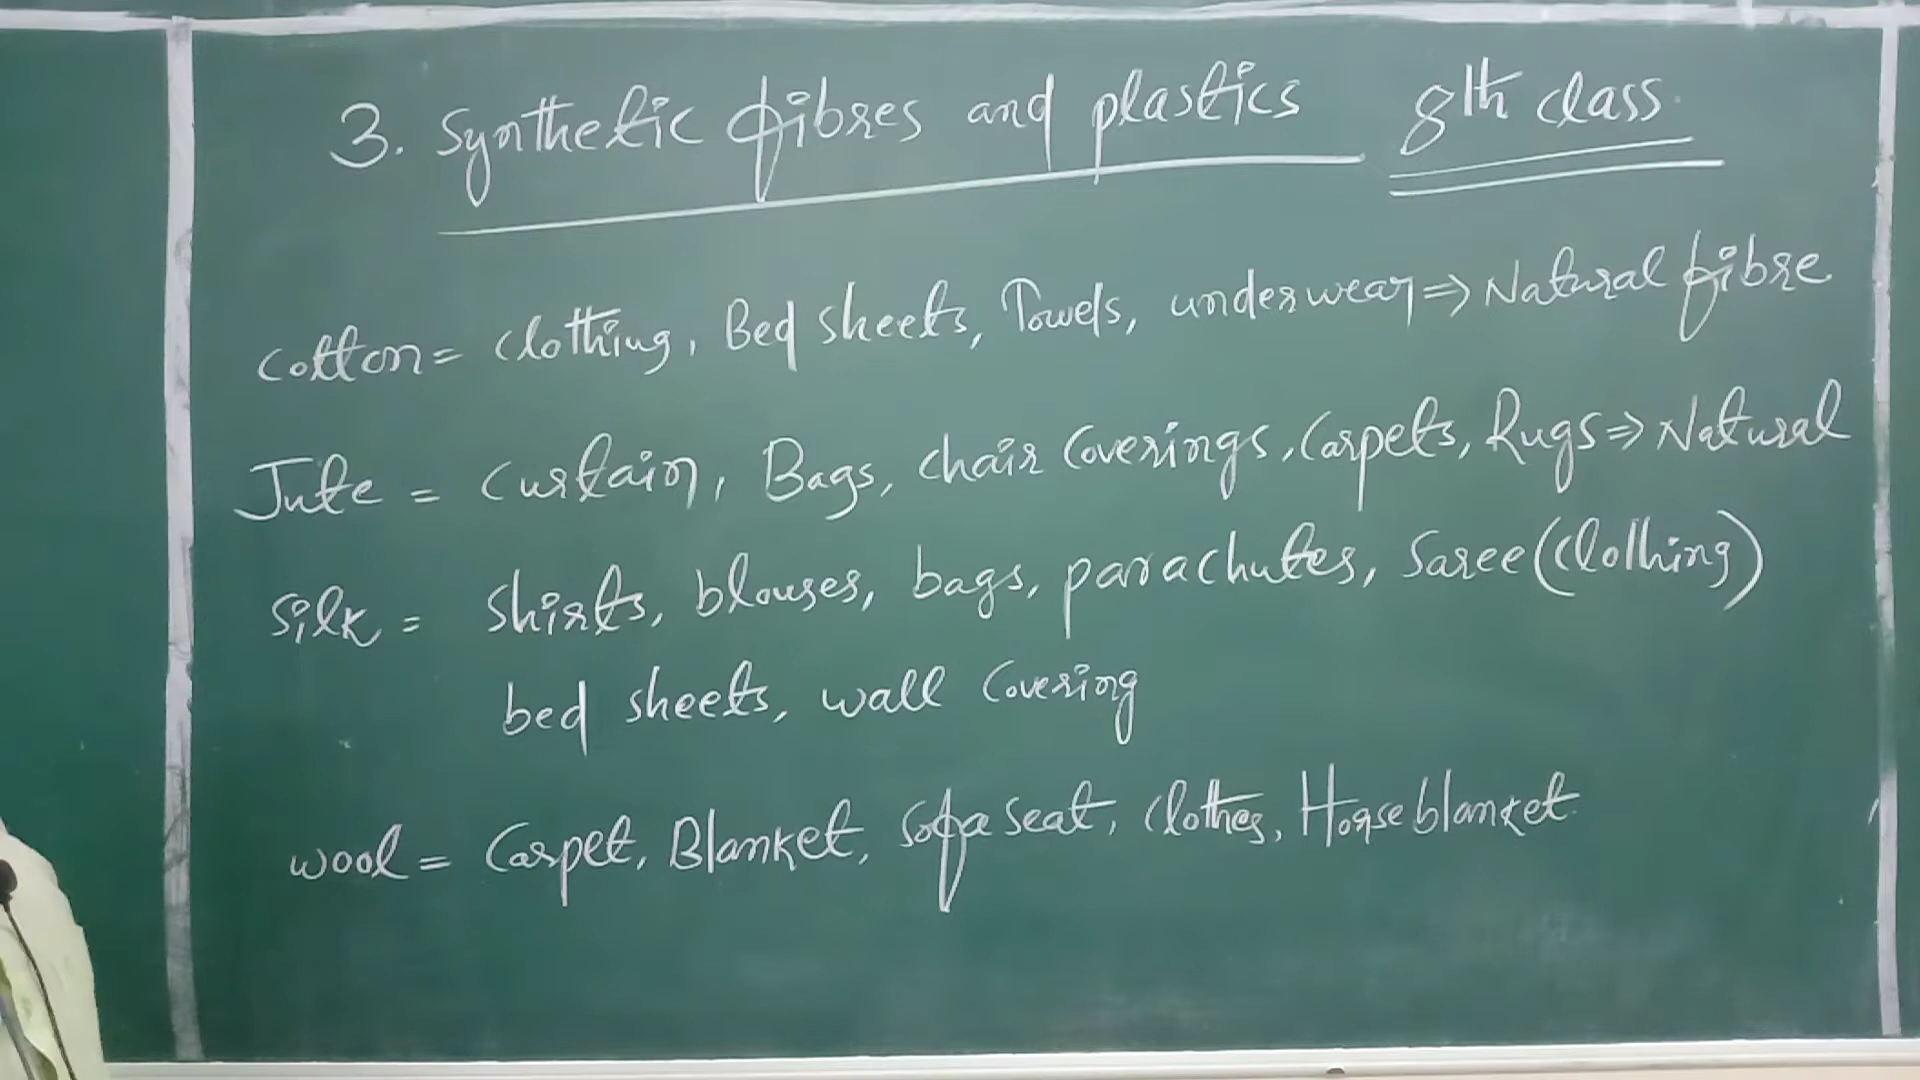 3. Synthetic fibres and plastics 8th class.
Cotton = Clothing, Bed sheets, Towels, underwear ⇒ Natural fibre
Jute = Curtain, Bags, chair Coverings, Carpets, Rugs ⇒ Natural
Silk = Shirts, blouses, bags, parachutes, Saree (Clothing)
bed sheets, wall Covering
wool = Carpet, Blanket, Sofa seat, Clothes, Horse blanket.